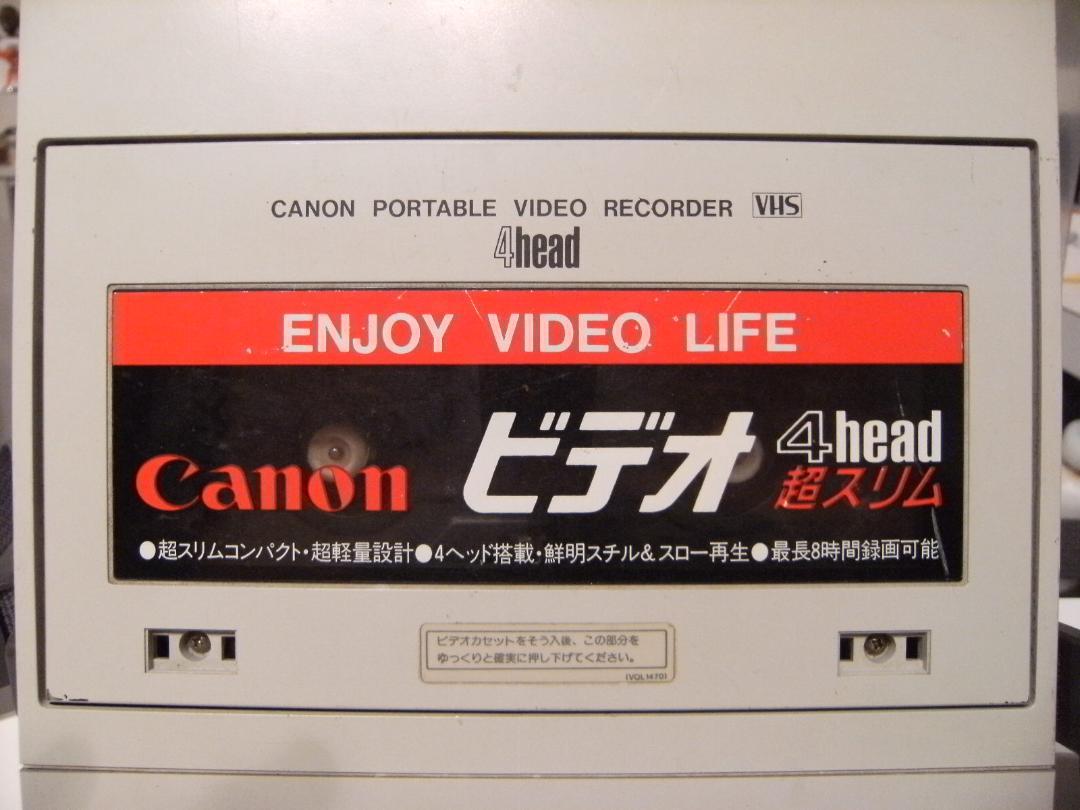 CANON PORTABLE VIDEO RECORDER VHS
4head
ENJOY VIDEO LIFE
Canon ビデオ 4head
超スリム
●超スリムコンパクト・超軽量設計●4ヘッド搭載・鮮明スチル&スロー再生●最長8時間録画可能
ビデオカセットをそう入後、この部分を
ゆっくりと確実に押し下げてください。
(VQL1470)